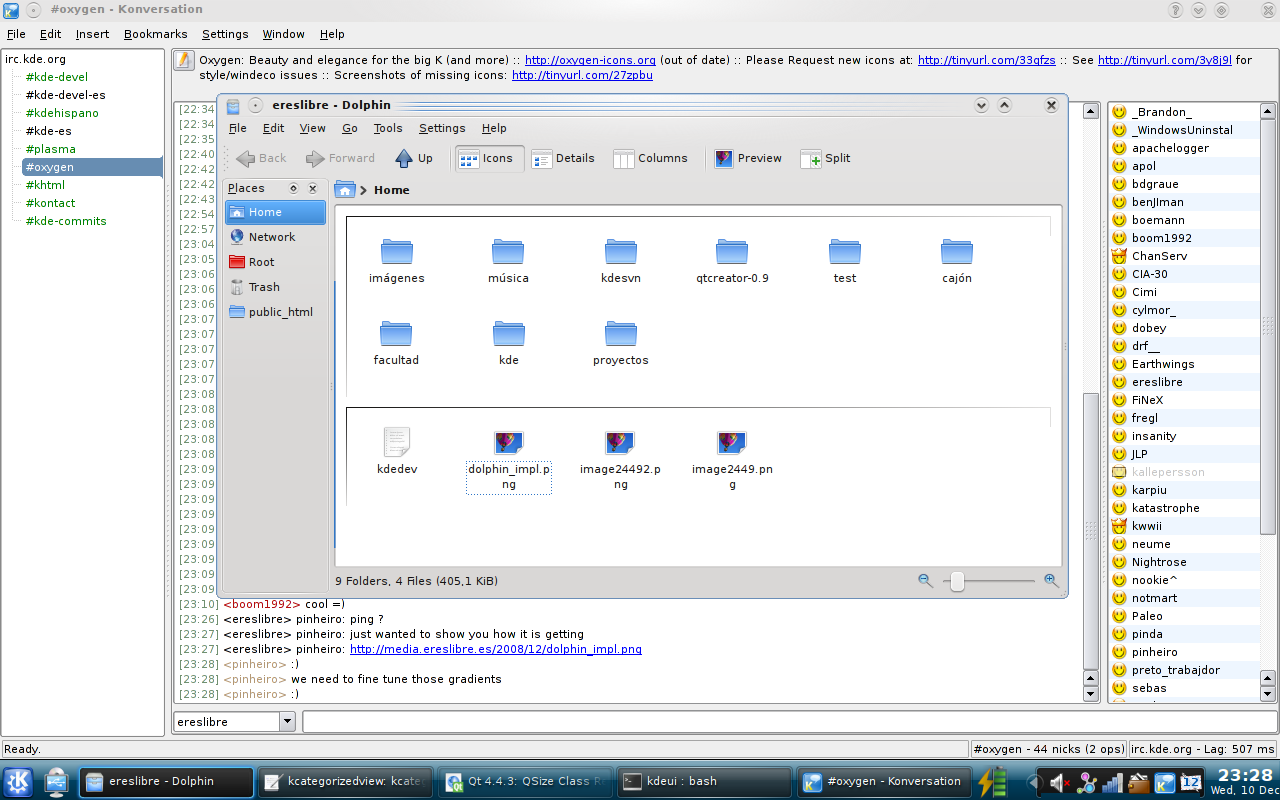 #oxygen - Konversation
File Edit Insert Bookmarks Settings Window Help
irc.kde.org
#kde-devel
#kde-devel-es
#kdehispano
#kde-es
#plasma
#oxygen
#khtml
#kontact
#kde-commits
Oxygen: Beauty and elegance for the big K (and more) :: http://oxygen-icons.org (out of date) :: Please Request new icons at: http://tinyurl.com/33qfzs :: See http://tinyurl.com/3y8j9l for
style/windeco issues :: Screenshots of missing icons: http://tinyurl.com/27zpbu
[22:34
[22:34
[22:35
[22:40
[22:42
[22:42
[22:43
[22:54
[22:57
[23:04
[23:05
[23:06
[23:06
[23:06
[23:07
[23:07
[23:07
[23:07
[23:07
[23:08
[23:08
[23:08
[23:08
[23:08
[23:09
[23:09
[23:09
[23:09
[23:09
[23:09
[23:09
[23:09
[23:09
ereslibre - Dolphin
File Edit View Go Tools Settings Help
Back Forward Up Icons Details Columns Preview Split
Places
Home
Network
Root
Trash
public_html
Home
imágenes música kdesvn qtcreator-0.9 test cajón
facultad kde proyectos
kdedev dolphin_impl.p image24492.p image2449.pn
ng ng g
9 Folders, 4 Files (405,1 KiB)
[23:10] <boom1992> cool =)
[23:26] <ereslibre> pinheiro: ping ?
[23:27] <ereslibre> pinheiro: just wanted to show you how it is getting
[23:27] <ereslibre> pinheiro: http://media.ereslibre.es/2008/12/dolphin_impl.png
[23:28] <pinheiro> :)
[23:28] <pinheiro> we need to fine tune those gradients
[23:28] <pinheiro> :)
_Brandon_
_WindowsUninstal
apachelogger
apol
bdgraue
benJIman
boemann
boom1992
ChanServ
CIA-30
Cimi
cylmor_
dobey
drf__
Earthwings
ereslibre
FiNeX
fregl
insanity
JLP
kallepersson
karpiu
katastrophe
kwwii
neume
Nightrose
nookie^
notmart
Paleo
pinda
pinheiro
preto_trabajdor
sebas
ereslibre
Ready.
#oxygen - 44 nicks (2 ops) irc.kde.org - Lag: 507 ms
ereslibre - Dolphin
kcategorizedview: kcate
Qt 4.4.3: QSize Class R
kdeui : bash
#oxygen - Konversation
12
23:28
Wed, 10 Dec